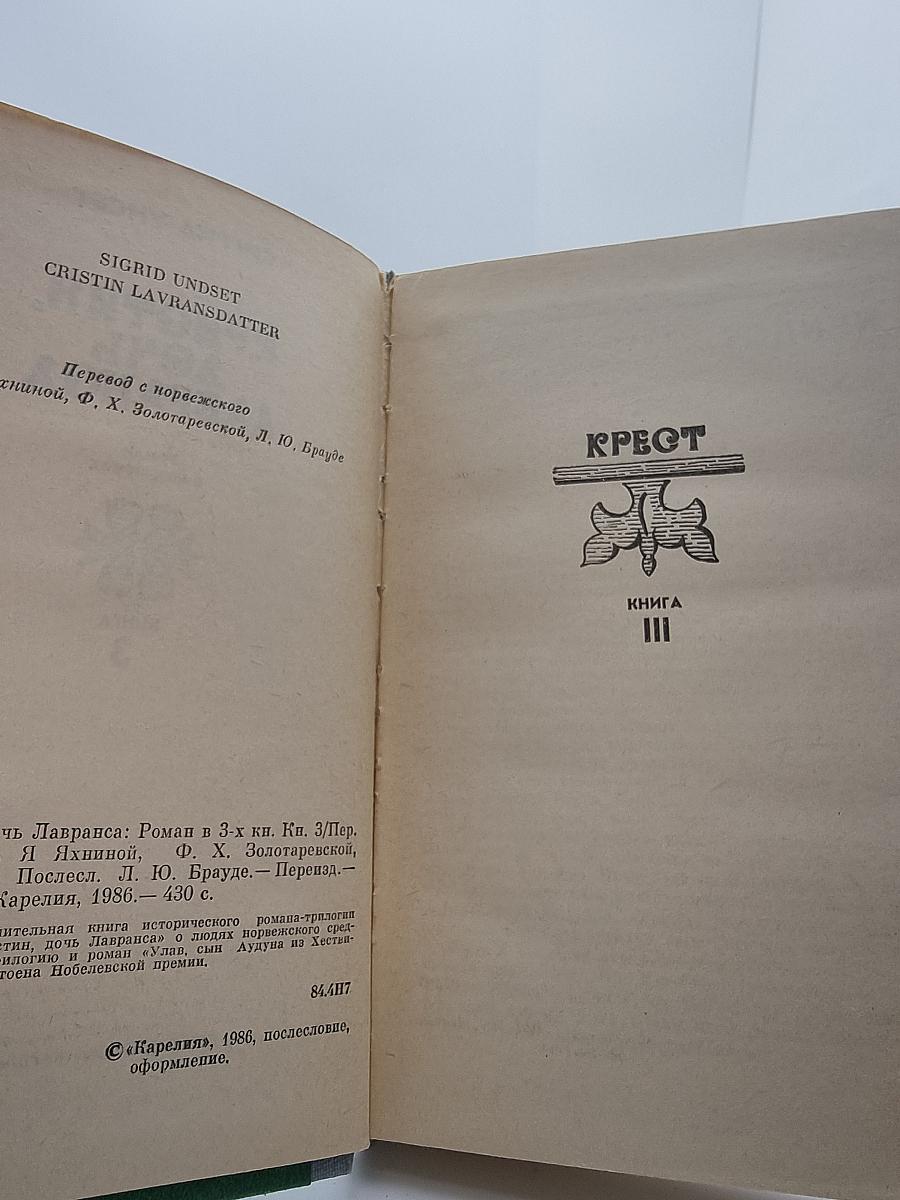 SIGRID UNDSET
CRISTIN LAVRANSDATTER
Перевод с норвежского
хниной, Ф. Х. Золотаревской, Л. Ю. Брауде
чь Лавранса: Роман в 3-х кн. Кн. 3/Пер.
Я Яхниной, Ф. Х. Золотаревской,
Послесл. Л. Ю. Брауде.— Переизд.—
Карелия, 1986.— 430 с.
ительная книга исторического романа-трилогии
стин, дочь Лавранса» о людях норвежского сред-
рилогию и роман «Улав, сын Аудуна из Хестви-
тоена Нобелевской премии.
84.4Н7
© «Карелия», 1986, послесловие,
оформление.
КРЕСТ
КНИГА
III